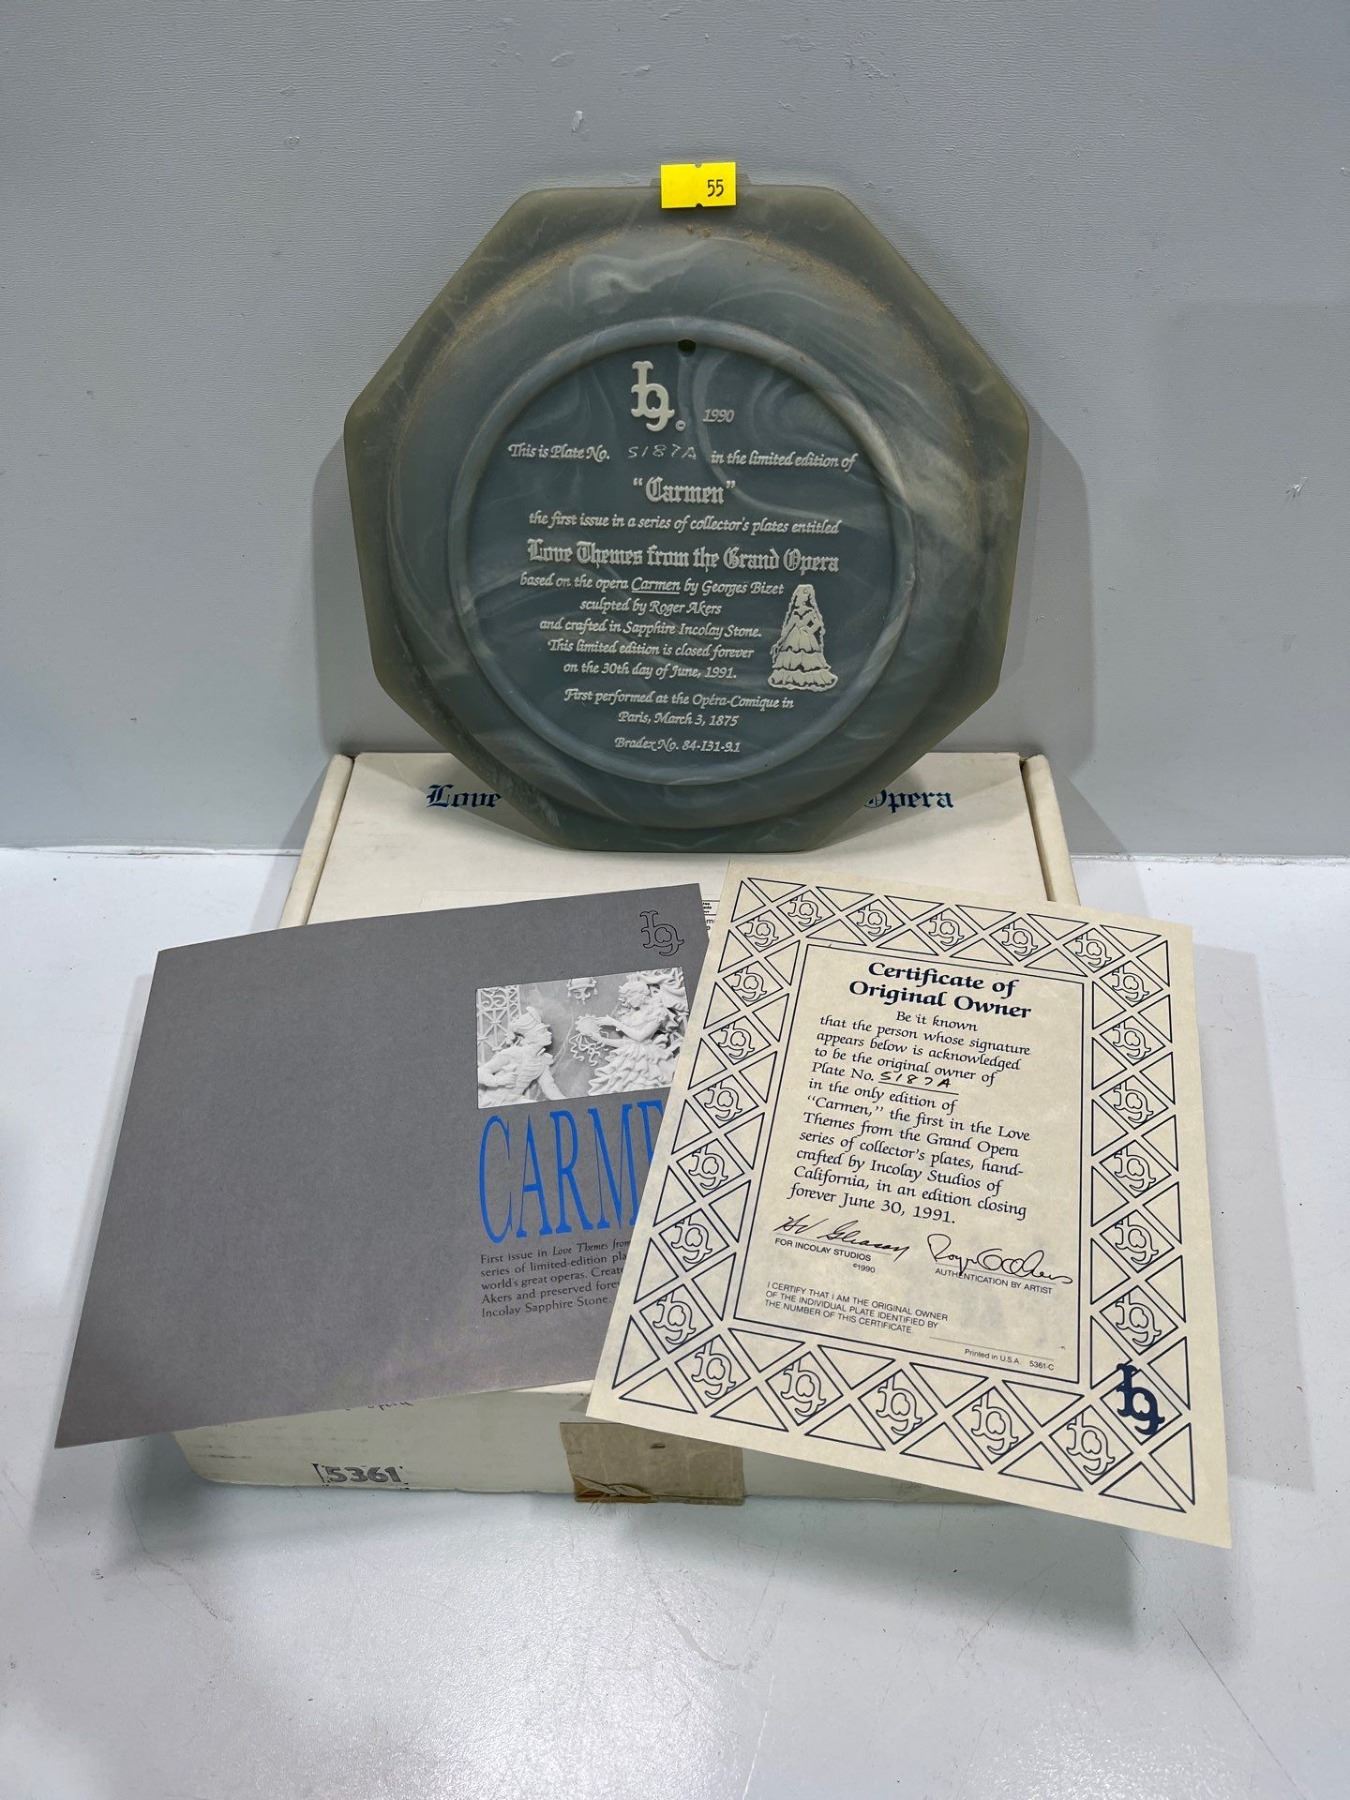 55
1990
This is Plate No. 5187A in the limited edition of
"Carmen"
the first issue in a series of collector's plates entitled
Love Themes from the Grand Opera
based on the opera Carmen by Georges Bizet
sculpted by Roger Akers
and crafted in Sapphire Incolay Stone.
This limited edition is closed forever
on the 30th day of June, 1991.
First performed at the Opéra-Comique in
Paris, March 3, 1875
Bradex No. 84-I31-9.1
Love Opera
CARME
First issue in Love Themes from
series of limited-edition pla
world's great operas. Create
Akers and preserved fore
Incolay Sapphire Stone.
Certificate of
Original Owner
Be it known
that the person whose signature
appears below is acknowledged
to be the original owner of
Plate No. 5187A
in the only edition of
"Carmen," the first in the Love
Themes from the Grand Opera
series of collector's plates, hand-
crafted by Incolay Studios of
California, in an edition closing
forever June 30, 1991.
FOR INCOLAY STUDIOS
©1990
AUTHENTICATION BY ARTIST
I CERTIFY THAT I AM THE ORIGINAL OWNER
OF THE INDIVIDUAL PLATE IDENTIFIED BY
THE NUMBER OF THIS CERTIFICATE
Printed in U.S.A. 5361-C
5361